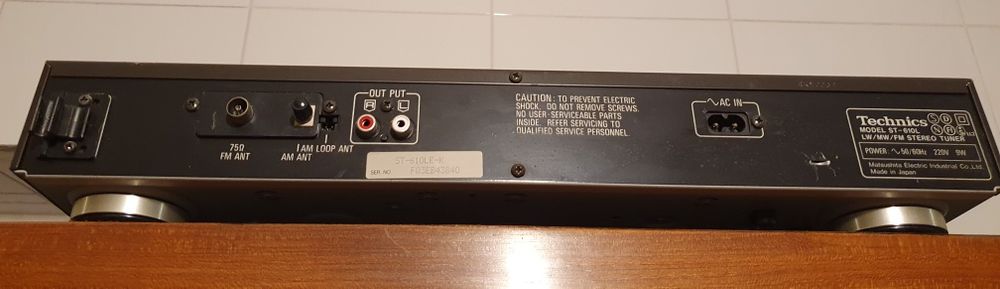 75Ω
FM ANT
AM LOOP ANT
AM ANT
OUT PUT
R L
SER. NO.
ST-610LE-K
FG3EB43840
CAUTION: TO PREVENT ELECTRIC
SHOCK. DO NOT REMOVE SCREWS.
NO USER-SERVICEABLE PARTS
INSIDE. REFER SERVICING TO
QUALIFIED SERVICE PERSONNEL
∼ AC IN
Technics
MODEL ST-610L
LW/MW/FM STEREO TUNER
S D
N
POWER: ∼ 50/60Hz 220V 9W
Matsushita Electric Industrial Co.,Ltd.
Made in Japan